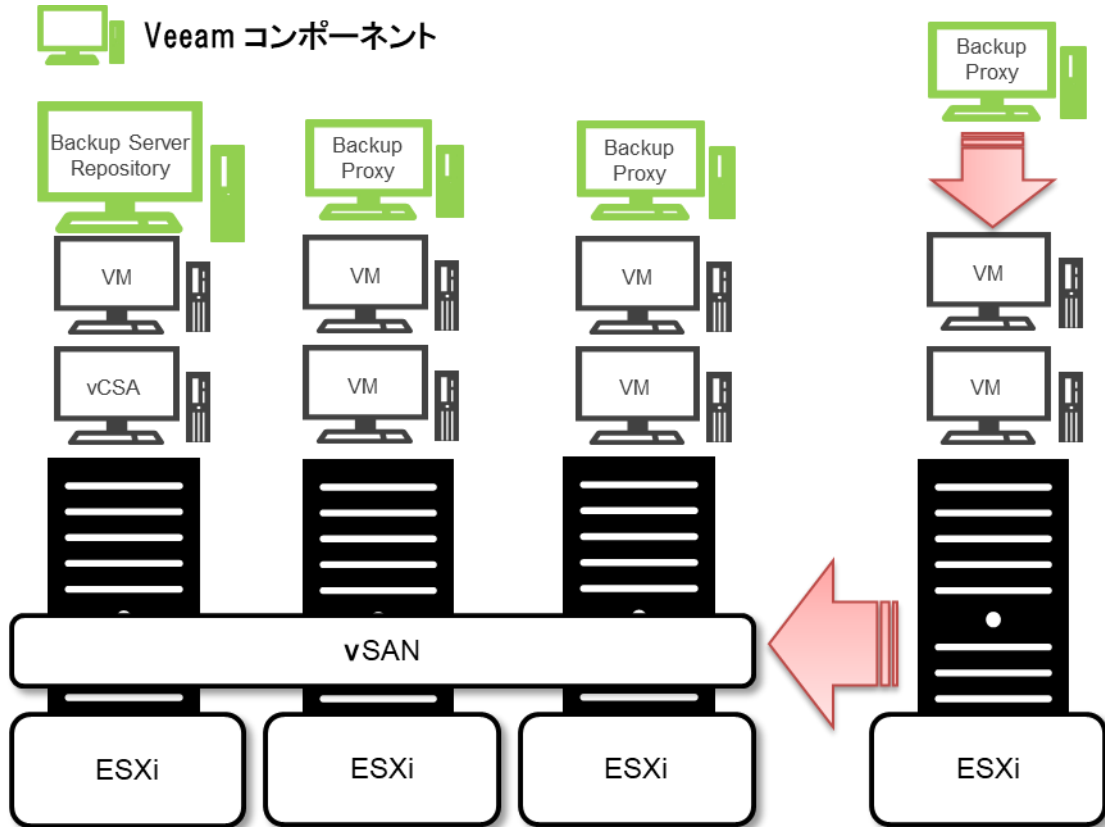 Veeam コンポーネント
Backup
Proxy
Backup Server
Repository
Backup
Proxy
Backup
Proxy
VM
VM
VM
VM
vCSA
VM
VM
VM
vSAN
ESXi
ESXi
ESXi
ESXi